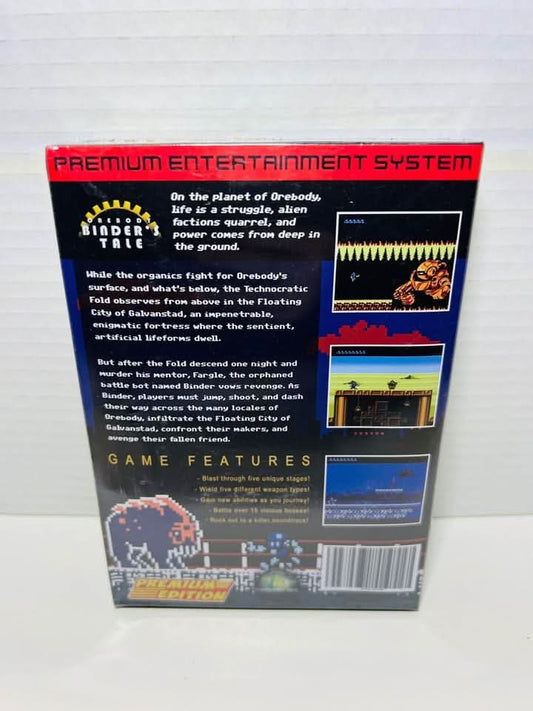 PREMIUM ENTERTAINMENT SYSTEM
OREBODY
BINDER'S
TALE
On the planet of Orebody,
life is a struggle, alien
factions quarrel, and
power comes from deep in
the ground.
While the organics fight for Orebody's
surface, and what's below, the Technocratic
Fold observes from above in the Floating
City of Galvanstad, an impenetrable,
enigmatic fortress where the sentient,
artificial lifeforms dwell.
But after the Fold descend one night and
murder his mentor, Fargle, the orphaned
battle bot named Binder vows revenge. As
Binder, players must jump, shoot, and dash
their way across the many locales of
Orebody, infiltrate the Floating City of
Galvanstad, confront their makers, and
avenge their fallen friend.
GAME FEATURES
- Blast through five unique stages!
- Wield five different weapon types!
- Gain new abilities as you journey!
- Battle over 15 vicious bosses!
- Rock out to a killer soundtrack!
PREMIUM
EDITION